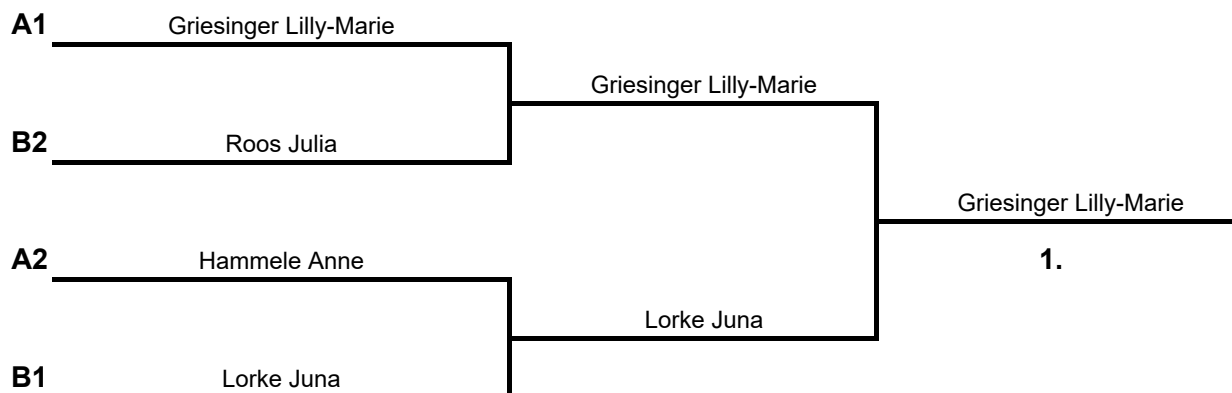 A1 Griesinger Lilly-Marie
Griesinger Lilly-Marie
B2 Roos Julia
Griesinger Lilly-Marie
A2 Hammele Anne
1.
Lorke Juna
B1 Lorke Juna